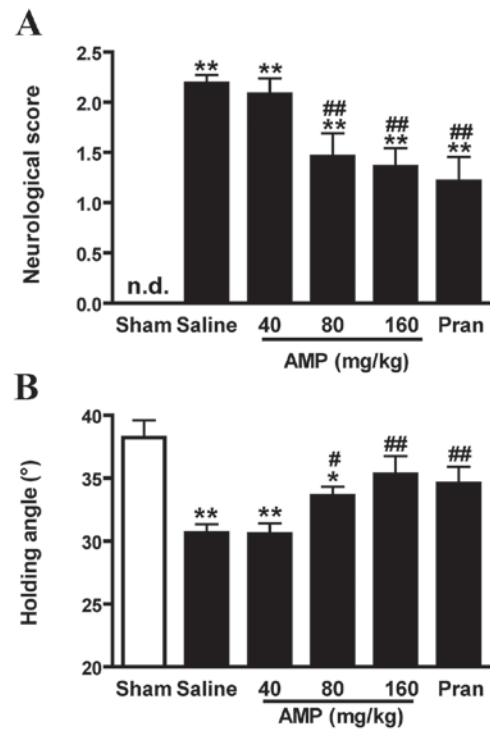 A
Neurological score
2.5
2.0
1.5
1.0
0.5
0.0
** ** ## ## ##
** ** **
n.d.
Sham Saline 40 80 160 Pran
AMP (mg/kg)
B
Holding angle (°)
40
35
30
25
20
** ** # ## ##
*
Sham Saline 40 80 160 Pran
AMP (mg/kg)